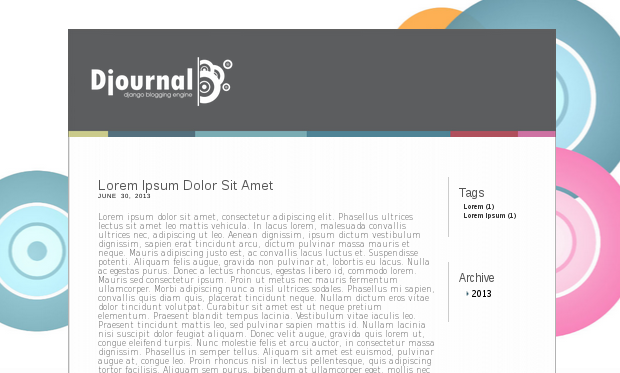 Djournal
django blogging engine
Lorem Ipsum Dolor Sit Amet
JUNE 30, 2013
Lorem ipsum dolor sit amet, consectetur adipiscing elit. Phasellus ultrices
lectus sit amet leo mattis vehicula. In lacus lorem, malesuada convallis
ultrices nec, adipiscing ut leo. Aenean dignissim, ipsum dictum vestibulum
dignissim, sapien erat tincidunt arcu, dictum pulvinar massa mauris et
neque. Mauris adipiscing justo est, ac convallis lacus luctus et. Suspendisse
potenti. Aliquam felis augue, gravida non pulvinar at, lobortis eu lacus. Nulla
ac egestas purus. Donec a lectus rhoncus, egestas libero id, commodo lorem.
Mauris sed consectetur ipsum. Proin ut metus nec mauris fermentum
ullamcorper. Morbi adipiscing nunc a nisl ultrices sodales. Phasellus mi sapien,
convallis quis diam quis, placerat tincidunt neque. Nullam dictum eros vitae
dolor tincidunt volutpat. Curabitur sit amet est ut neque pretium
elementum. Praesent blandit tempus lacinia. Vestibulum vitae iaculis leo.
Praesent tincidunt mattis leo, sed pulvinar sapien mattis id. Nullam lacinia
nisi suscipit dolor feugiat aliquam. Donec velit augue, gravida quis lorem ut,
congue eleifend turpis. Nunc molestie felis et arcu auctor, in consectetur massa
dignissim. Phasellus in semper tellus. Aliquam sit amet est euismod, pulvinar
augue at, congue leo. Proin rhoncus nisl in lectus pellentesque, quis adipiscing
tortor facilisis. Aliquam sem purus, bibendum at ullamcorper eget, mollis nec
Tags
Lorem (1)
Lorem Ipsum (1)
Archive
2013